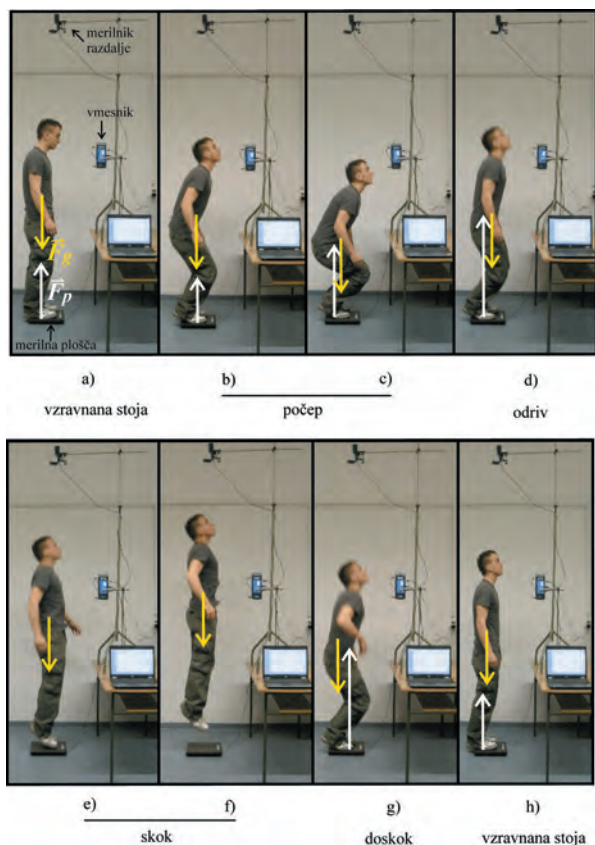 merilnik
razdalje
vmesnik
F_g
F_p
merilna plošča
a)
b)
c)
d)
vzravnana stoja
počep
odriv
e)
f)
g)
h)
skok
doskok
vzravnana stoja